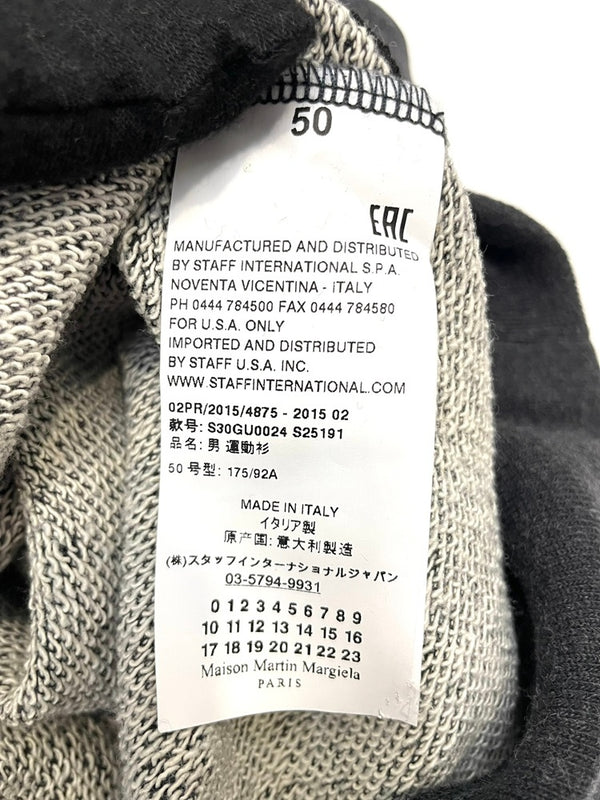 50
EAC
MANUFACTURED AND DISTRIBUTED
BY STAFF INTERNATIONAL S.P.A.
NOVENTA VICENTINA - ITALY
PH 0444 784500 FAX 0444 784580
FOR U.S.A. ONLY
IMPORTED AND DISTRIBUTED
BY STAFF U.S.A. INC.
WWW.STAFFINTERNATIONAL.COM
02PR/2015/4875 - 2015 02
款号: S30GU0024 S25191
品名: 男 運動衫
50 号型: 175/92A
MADE IN ITALY
イタリア製
原产国: 意大利製造
(株)スタッフインターナショナルジャパン
03-5794-9931
0 1 2 3 4 5 6 7 8 9
10 11 12 13 14 15 16
17 18 19 20 21 22 23
Maison Martin Margiela
PARIS